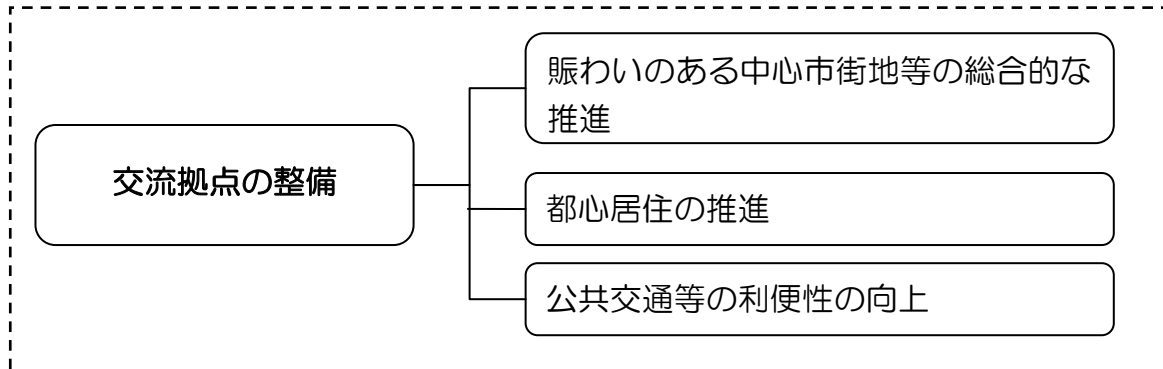 交流拠点の整備
賑わいのある中心市街地等の総合的な
推進
都心居住の推進
公共交通等の利便性の向上